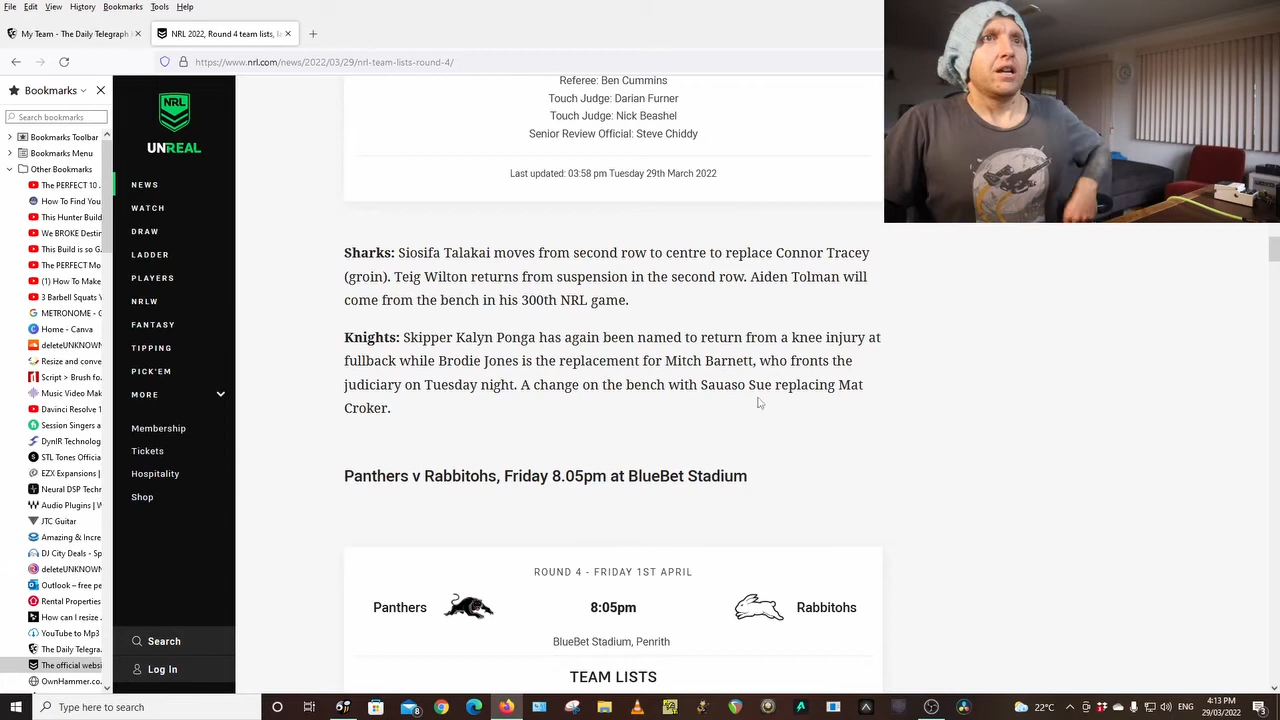 File Edit View History Bookmarks Tools Help
My Team - The Daily Telegraph
NRL 2022, Round 4 team lists, la
https://www.nrl.com/news/2022/03/29/nrl-team-lists-round-4/
Bookmarks
Search bookmarks
Bookmarks Toolbar
Bookmarks Menu
Other Bookmarks
The PERFECT 10 ..
How To Find You
This Hunter Build
We BROKE Destin
This Build is so G
The PERFECT Mo
(1) How To Make
3 Barbell Squats Y
METRONOME - G
Home - Canva
deleteUNKNOWN
Resize and conve
Script > Brush fo
Music Video Mak
Davinci Resolve 1
Session Singers a
DynIR Technolog
STL Tones Officia
EZX Expansions |
Neural DSP Techr
Audio Plugins | W
JTC Guitar
Amazing & Incre
DJ City Deals - Sp
deleteUNKNOWN
Outlook – free pe
Rental Properties
How can I resize
YouTube to Mp3
The Daily Telegra
The official websi
OwnHammer.co
NRL
UNREAL
NEWS
WATCH
DRAW
LADDER
PLAYERS
NRLW
FANTASY
TIPPING
PICK'EM
MORE
Membership
Tickets
Hospitality
Shop
Search
Log In
Referee: Ben Cummins
Touch Judge: Darian Furner
Touch Judge: Nick Beashel
Senior Review Official: Steve Chiddy
Last updated: 03:58 pm Tuesday 29th March 2022
Sharks: Siosifa Talakai moves from second row to centre to replace Connor Tracey
(groin). Teig Wilton returns from suspension in the second row. Aiden Tolman will
come from the bench in his 300th NRL game.
Knights: Skipper Kalyn Ponga has again been named to return from a knee injury at
fullback while Brodie Jones is the replacement for Mitch Barnett, who fronts the
judiciary on Tuesday night. A change on the bench with Sauaso Sue replacing Mat
Croker.
Panthers v Rabbitohs, Friday 8.05pm at BlueBet Stadium
ROUND 4 - FRIDAY 1ST APRIL
Panthers 8:05pm Rabbitohs
BlueBet Stadium, Penrith
TEAM LISTS
Type here to search
22°C
4:13 PM
29/03/2022